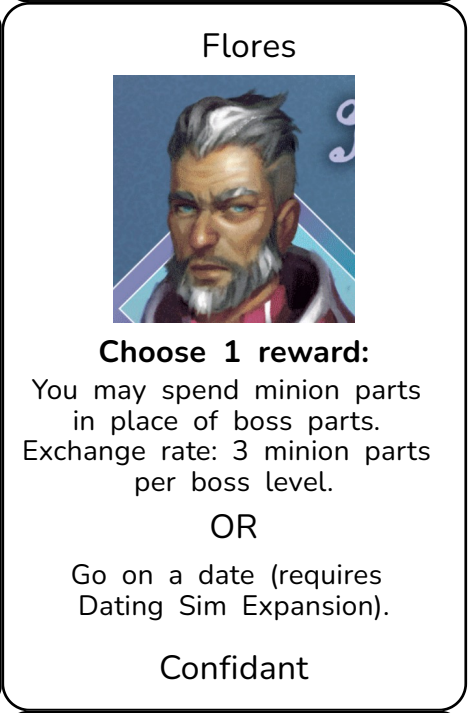 Flores
Choose 1 reward:
You may spend minion parts
in place of boss parts.
Exchange rate: 3 minion parts
per boss level.
OR
Go on a date (requires
Dating Sim Expansion).
Confidant